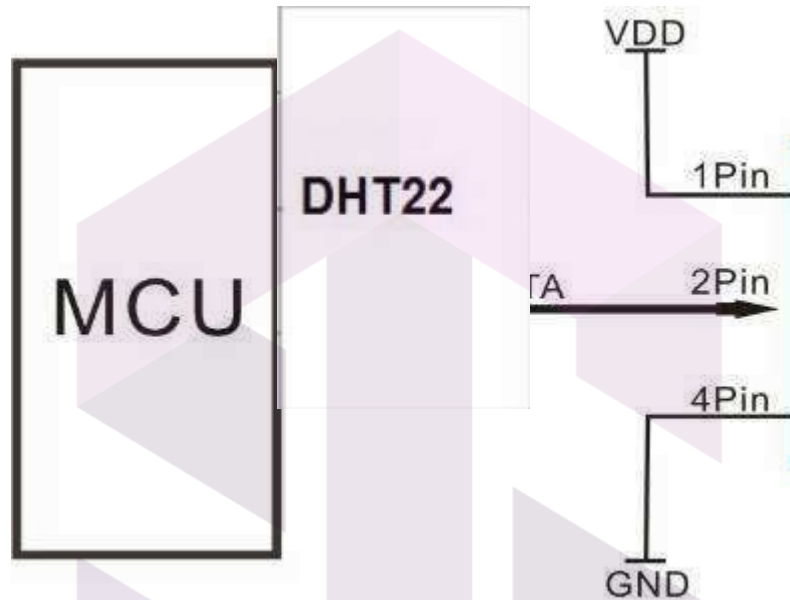 VDD
1Pin
DHT22
MCU
TA
2Pin
4Pin
GND